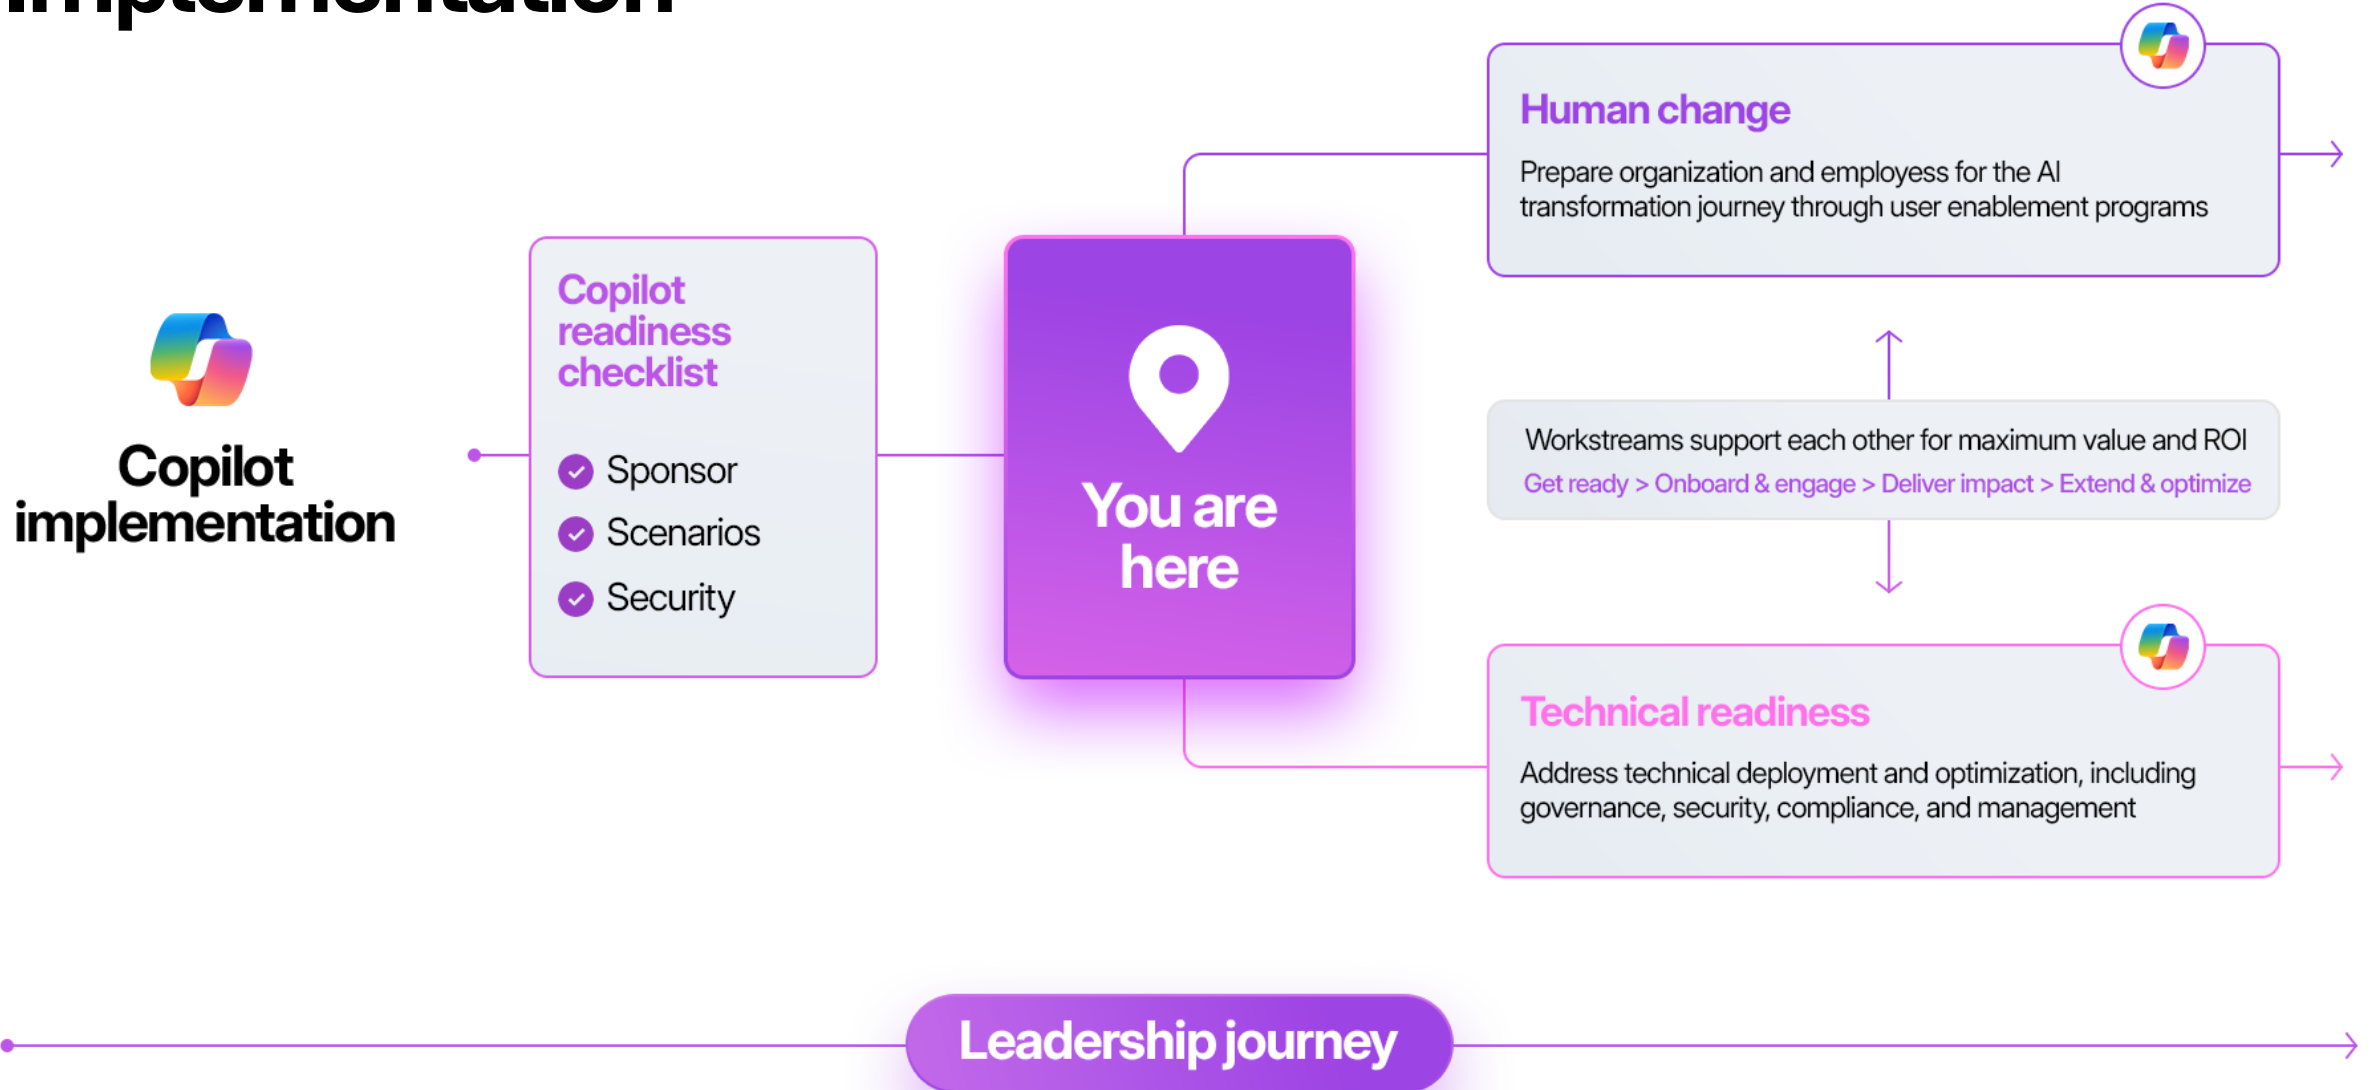 implementation
Copilot
implementation
Copilot
readiness
checklist
Sponsor
Scenarios
Security
You are
here
Human change
Prepare organization and employess for the AI
transformation journey through user enablement programs
Workstreams support each other for maximum value and ROI
Get ready > Onboard & engage > Deliver impact > Extend & optimize
Technical readiness
Address technical deployment and optimization, including
governance, security, compliance, and management
Leadership journey